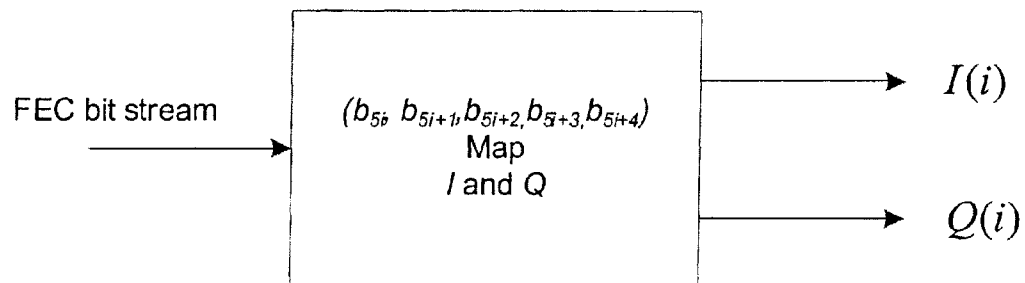 FEC bit stream
(b5i, b5i+1, b5i+2, b5i+3, b5i+4)
Map
I and Q
I(i)
Q(i)